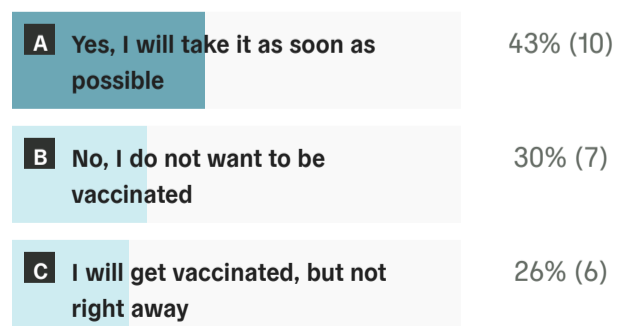 A Yes, I will take it as soon as 43% (10)
possible
B No, I do not want to be 30% (7)
vaccinated
C I will get vaccinated, but not 26% (6)
right away